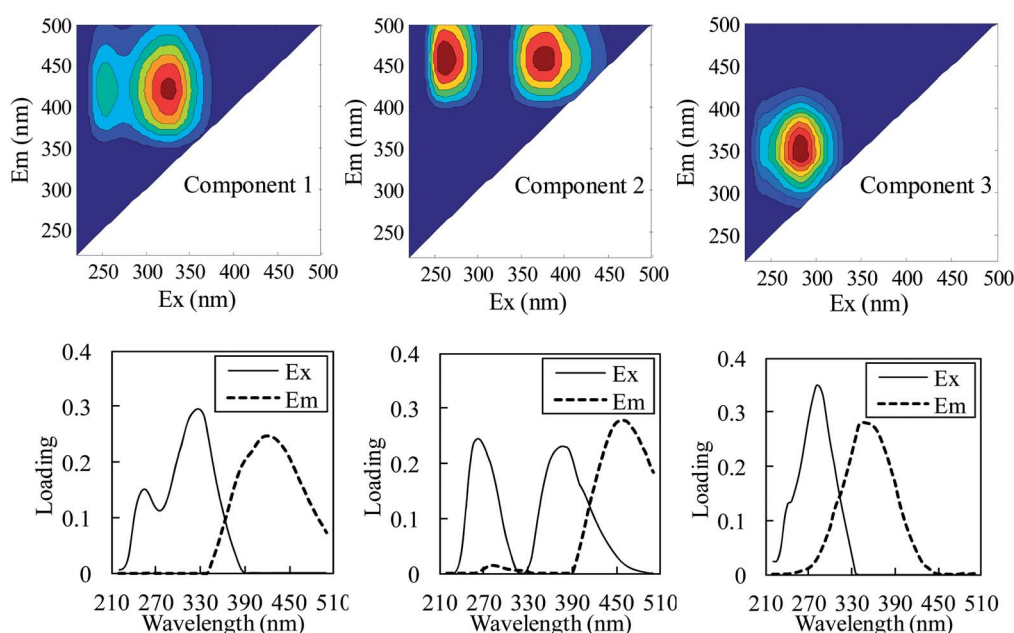 500
450
400
350
300
250
Em (nm)
Component 1
250 300 350 400 450 500
Ex (nm)
500
450
400
350
300
250
Em (nm)
Component 2
250 300 350 400 450 500
Ex (nm)
500
450
400
350
300
250
200
Em (nm)
Component 3
250 300 350 400 450 500
Ex (nm)
0.4
0.3
0.2
0.1
0
Loading
Ex
Em
210 270 330 390 450 510
Wavelength (nm)
0.4
0.3
0.2
0.1
0
Loading
Ex
Em
210 270 330 390 450 510
Wavelength (nm)
0.4
0.3
0.2
0.1
0
Loading
Ex
Em
210 270 330 390 450 510
Wavelength (nm)